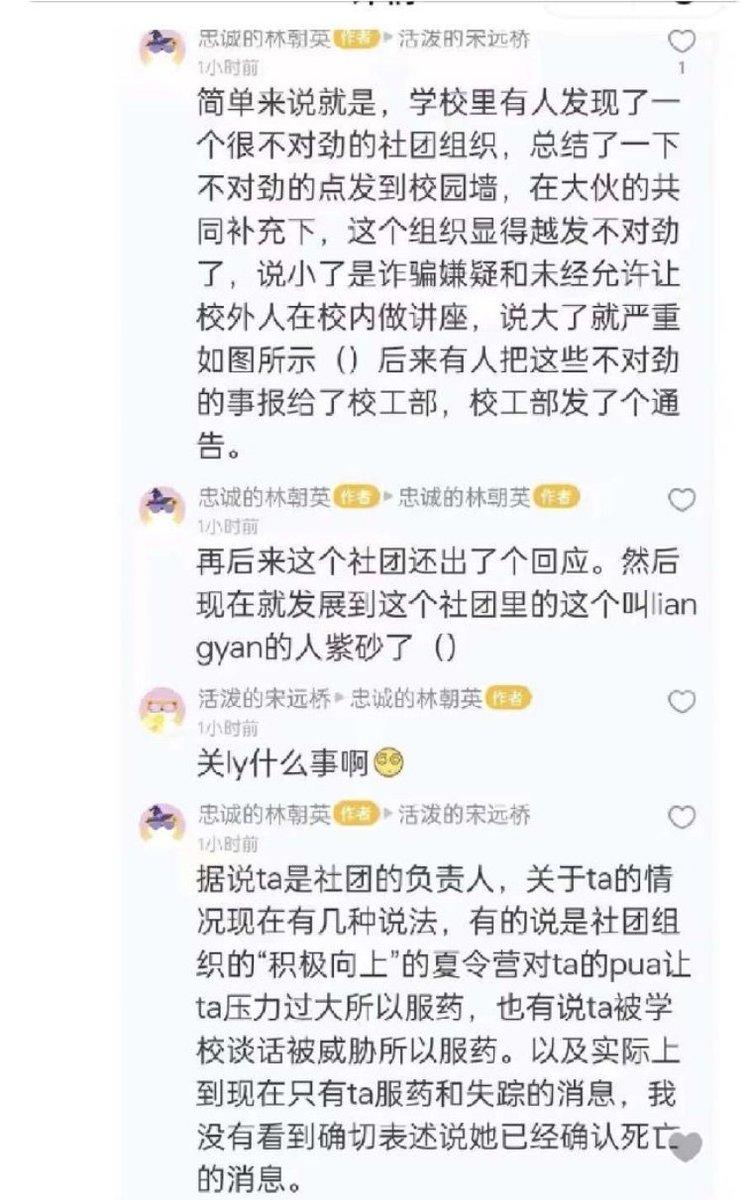 忠诚的林朝英 作者 ▸ 活泼的宋远桥
1小时前
1
简单来说就是，学校里有人发现了一
个很不对劲的社团组织，总结了一下
不对劲的点发到校园墙，在大伙的共
同补充下，这个组织显得越发不对劲
了，说小了是诈骗嫌疑和未经允许让
校外人在校内做讲座，说大了就严重
如图所示（）后来有人把这些不对劲
的事报给了校工部，校工部发了个通
告。
忠诚的林朝英 作者 ▸ 忠诚的林朝英 作者
1小时前
再后来这个社团还出了个回应。然后
现在就发展到这个社团里的这个叫lian
gyan的人紫砂了（）
活泼的宋远桥 ▸ 忠诚的林朝英 作者
1小时前
关ly什么事啊
忠诚的林朝英 作者 ▸ 活泼的宋远桥
1小时前
据说ta是社团的负责人，关于ta的情
况现在有几种说法，有的说是社团组
织的“积极向上”的夏令营对ta的pua让
ta压力过大所以服药，也有说ta被学
校谈话被威胁所以服药。以及实际上
到现在只有ta服药和失踪的消息，我
没有看到确切表述说她已经确认死亡
的消息。